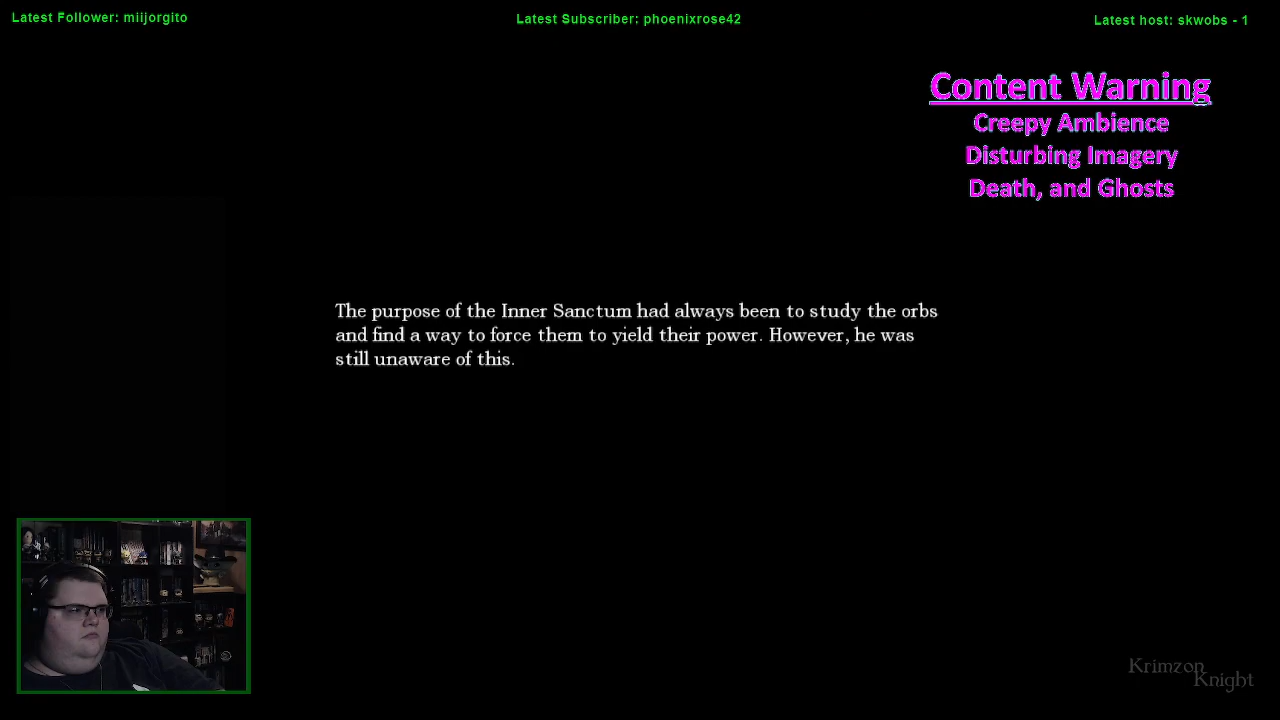 Latest Follower: miijorgito
Latest Subscriber: phoenixrose42
Latest host: skwobs - 1
Content Warning
Creepy Ambience
Disturbing Imagery
Death, and Ghosts
The purpose of the Inner Sanctum had always been to study the orbs
and find a way to force them to yield their power. However, he was
still unaware of this.
Krimzon
Knight